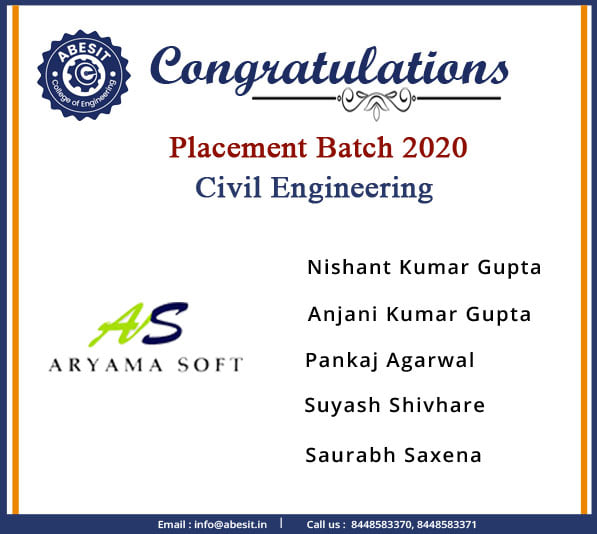 ABESIT
College of Engineering
Congratulations
Placement Batch 2020
Civil Engineering
Nishant Kumar Gupta
Anjani Kumar Gupta
Pankaj Agarwal
Suyash Shivhare
Saurabh Saxena
AS
ARYAMA SOFT
Email : info@abesit.in | Call us : 8448583370, 8448583371